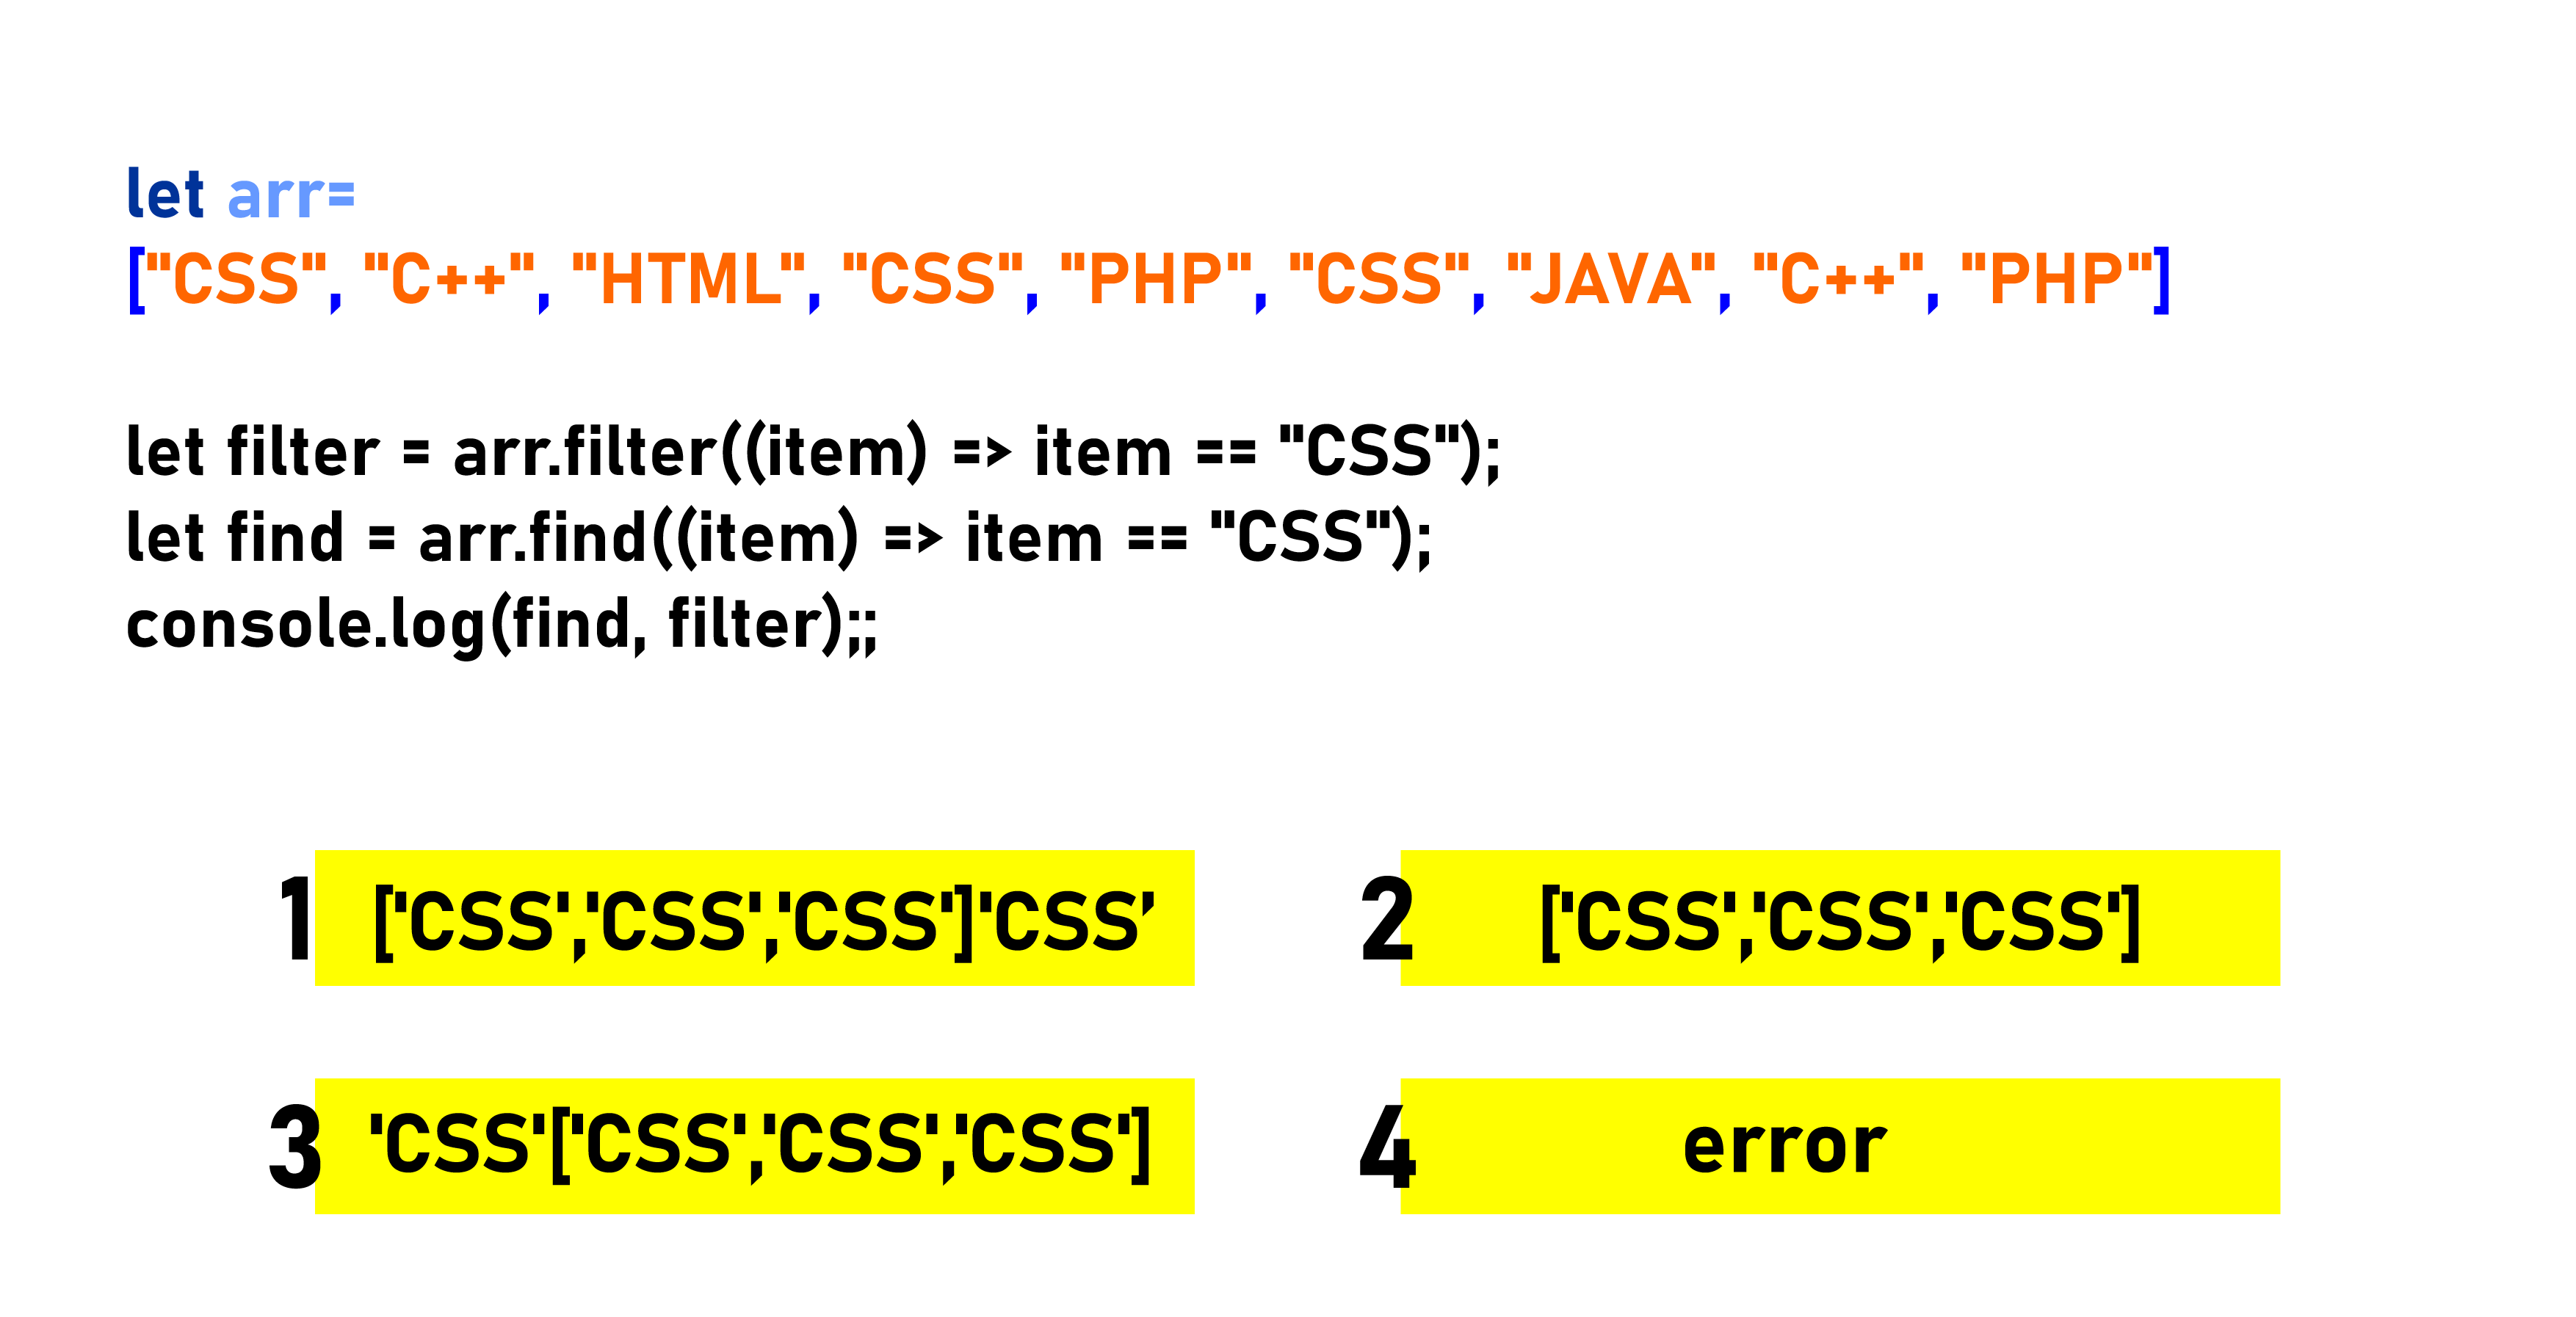 let arr=
["CSS", "C++", "HTML", "CSS", "PHP", "CSS", "JAVA", "C++", "PHP"]
let filter = arr.filter((item) => item == "CSS");
let find = arr.find((item) => item == "CSS");
console.log(find, filter);;
1 ['CSS','CSS','CSS']'CSS’
2 ['CSS','CSS','CSS']
3 'CSS'['CSS','CSS','CSS']
4 error